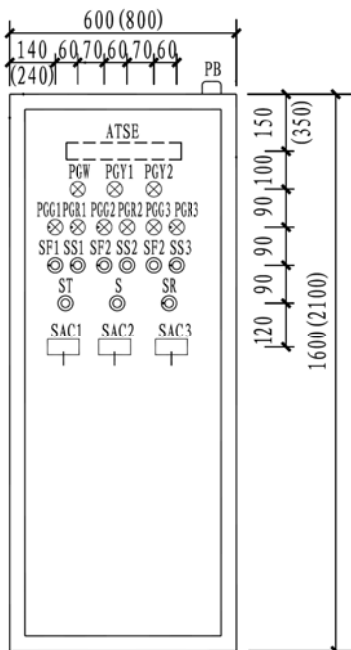 600(800)
140 60 70 60 70 60
(240)
PB
ATSE
PGW PGY1 PGY2
PGG1 PGR1 PGG2 PGR2 PGG3 PGR3
SF1 SS1 SF2 SS2 SF2 SS3
ST S SR
SAC1 SAC2 SAC3
150
(350)
100
90
90
90
120
1600(2100)